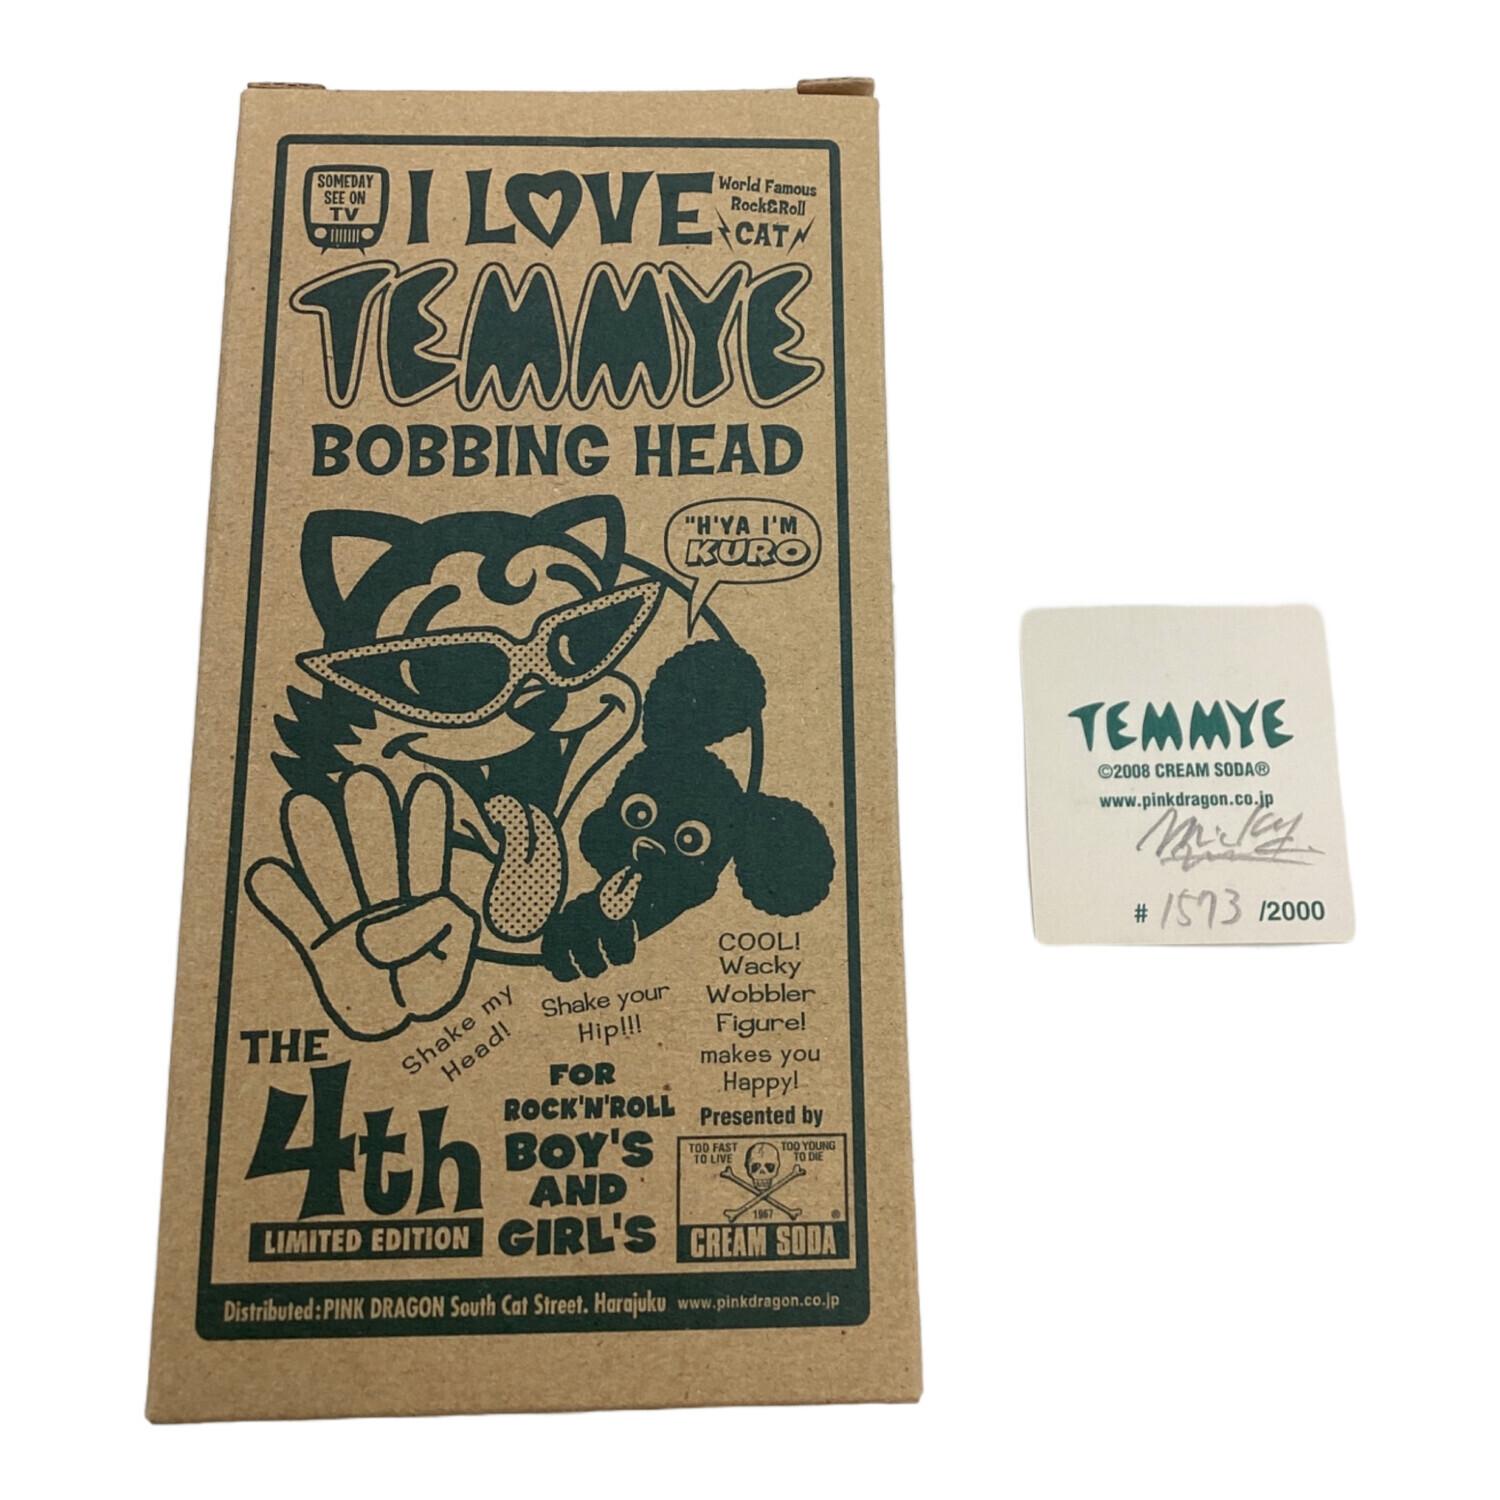 SOMEDAY
SEE ON
TV
I LOVE
World Famous
Rock&Roll
CAT
TEMMYE
BOBBING HEAD
"H'YA I'M
KURO
Shake my
Head!
Shake your
Hip!!!
COOL!
Wacky
Wobbler
Figure!
makes you
Happy!
THE
4th
LIMITED EDITION
FOR
ROCK'N'ROLL
BOY'S
AND
GIRL'S
Presented by
TOO FAST
TO LIVE
TOO YOUNG
TO DIE
1967
®
CREAM SODA
Distributed:PINK DRAGON South Cat Street. Harajuku www.pinkdragon.co.jp
TEMMYE
©2008 CREAM SODA®
www.pinkdragon.co.jp
Micky
# 1573 /2000